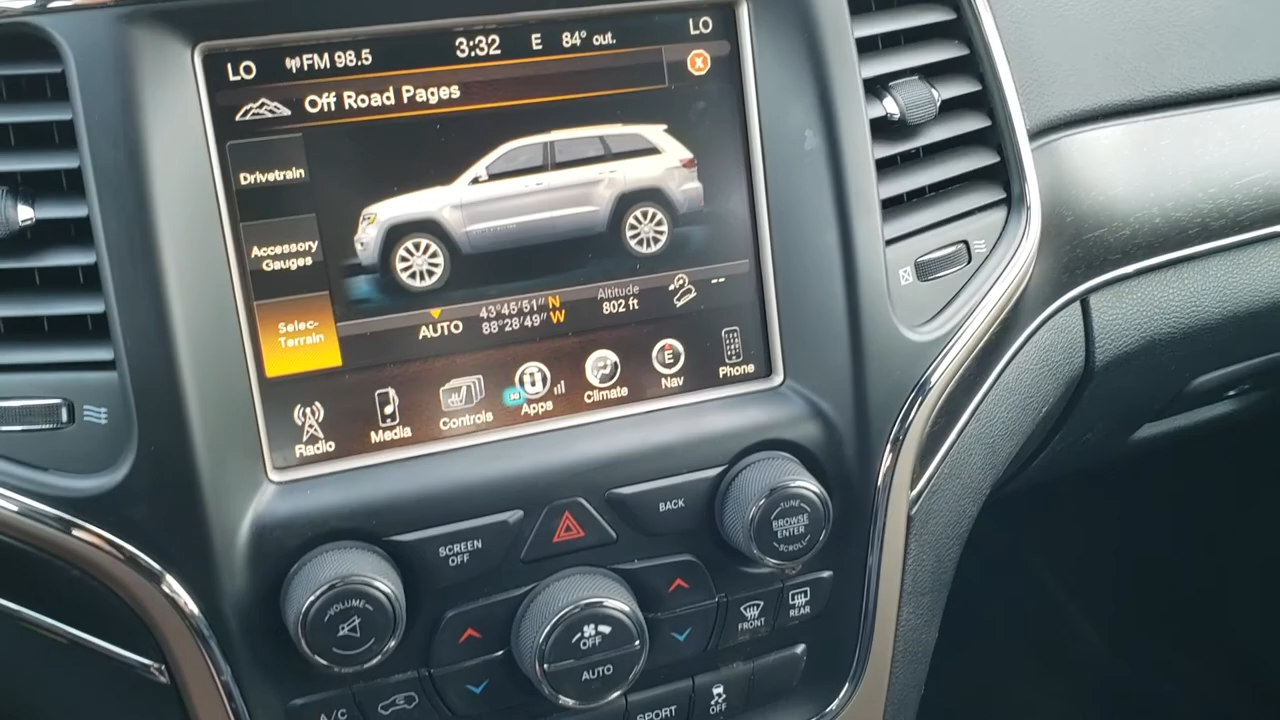 LO
FM 98.5
3:32
E
84° out.
LO
X
Off Road Pages
Drivetrain
Accessory
Gauges
Selec-
Terrain
AUTO
43°45'51" N
88°28'49" W
Altitude
802 ft
--
Radio
Media
Controls
Apps
Climate
E
Nav
Phone
SCREEN
OFF
BACK
TUNE
BROWSE
ENTER
SCROLL
VOLUME
OFF
AUTO
FRONT
REAR
A/C
SPORT
OFF